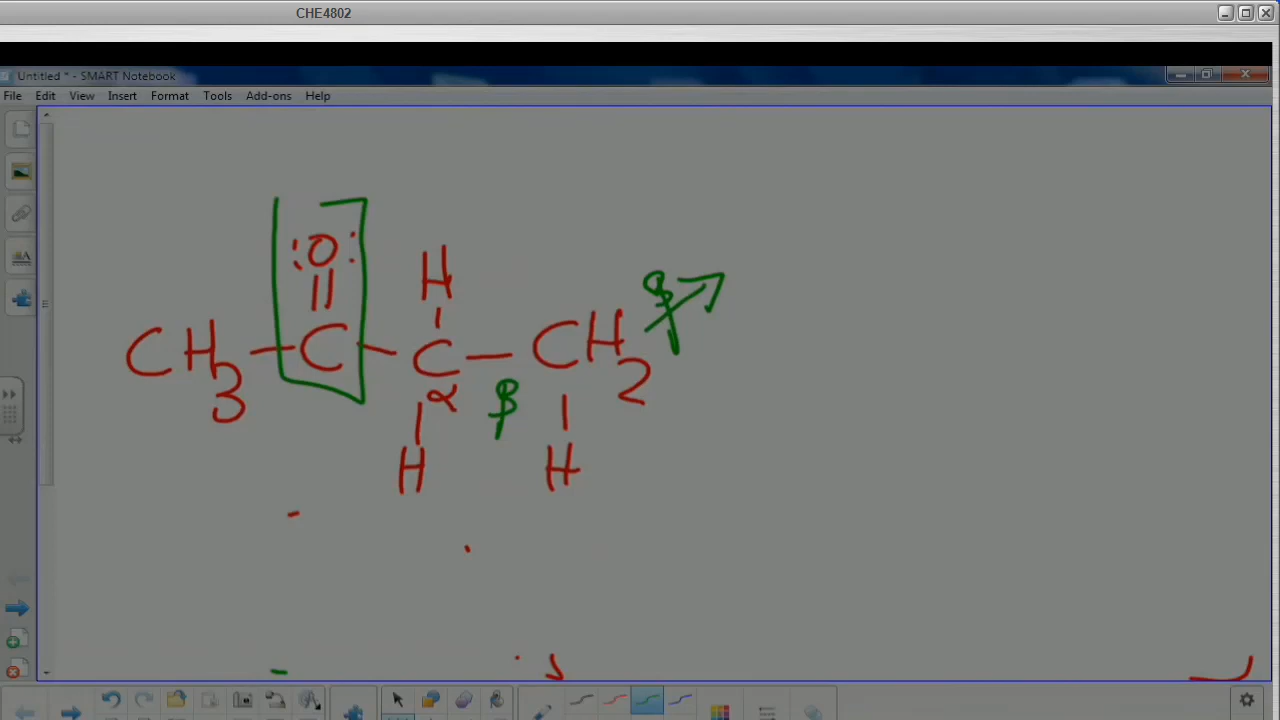 CHE4802
Untitled * - SMART Notebook
File Edit View Insert Format Tools Add-ons Help
:O: H
||
CH3 - C - C - CH2
α β
H H